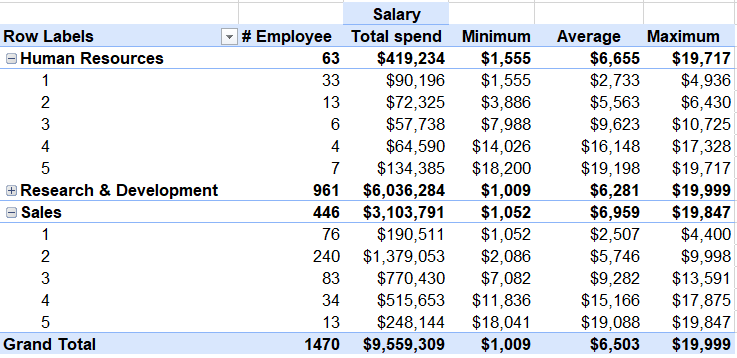 Salary
Row Labels # Employee Total spend Minimum Average Maximum
Human Resources 63 $419,234 $1,555 $6,655 $19,717
1 33 $90,196 $1,555 $2,733 $4,936
2 13 $72,325 $3,886 $5,563 $6,430
3 6 $57,738 $7,988 $9,623 $10,725
4 4 $64,590 $14,026 $16,148 $17,328
5 7 $134,385 $18,200 $19,198 $19,717
Research & Development 961 $6,036,284 $1,009 $6,281 $19,999
Sales 446 $3,103,791 $1,052 $6,959 $19,847
1 76 $190,511 $1,052 $2,507 $4,400
2 240 $1,379,053 $2,086 $5,746 $9,998
3 83 $770,430 $7,082 $9,282 $13,591
4 34 $515,653 $11,836 $15,166 $17,875
5 13 $248,144 $18,041 $19,088 $19,847
Grand Total 1470 $9,559,309 $1,009 $6,503 $19,999